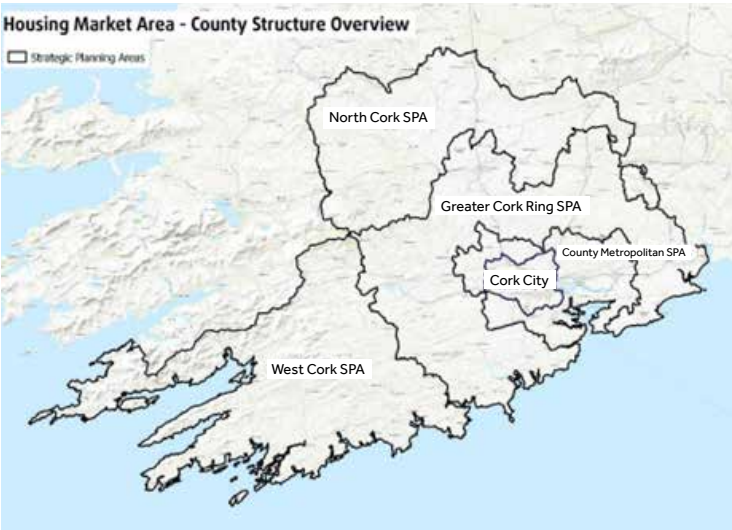 Housing Market Area - County Structure Overview
Strategic Planning Areas
North Cork SPA
Greater Cork Ring SPA
County Metropolitan SPA
Cork City
West Cork SPA